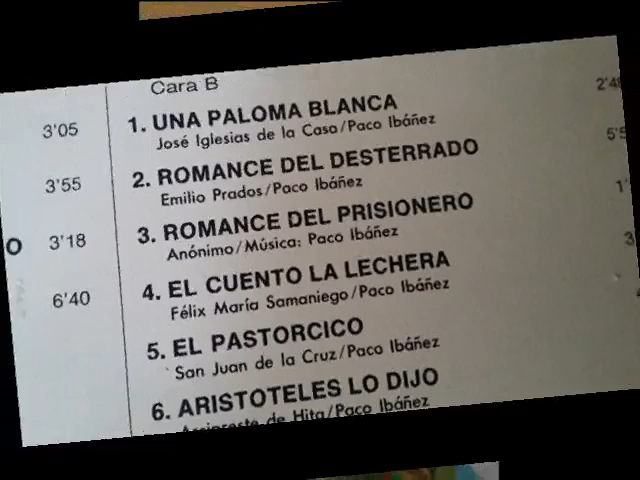 Cara B
3'05
1. UNA PALOMA BLANCA
José Iglesias de la Casa/Paco Ibáñez
3'55
2. ROMANCE DEL DESTERRADO
Emilio Prados/Paco Ibáñez
O 3'18
3. ROMANCE DEL PRISIONERO
Anónimo/Música: Paco Ibáñez
6'40
4. EL CUENTO LA LECHERA
Félix María Samaniego/Paco Ibáñez
5. EL PASTORCICO
San Juan de la Cruz/Paco Ibáñez
6. ARISTOTELES LO DIJO
de Hita/Paco Ibáñez